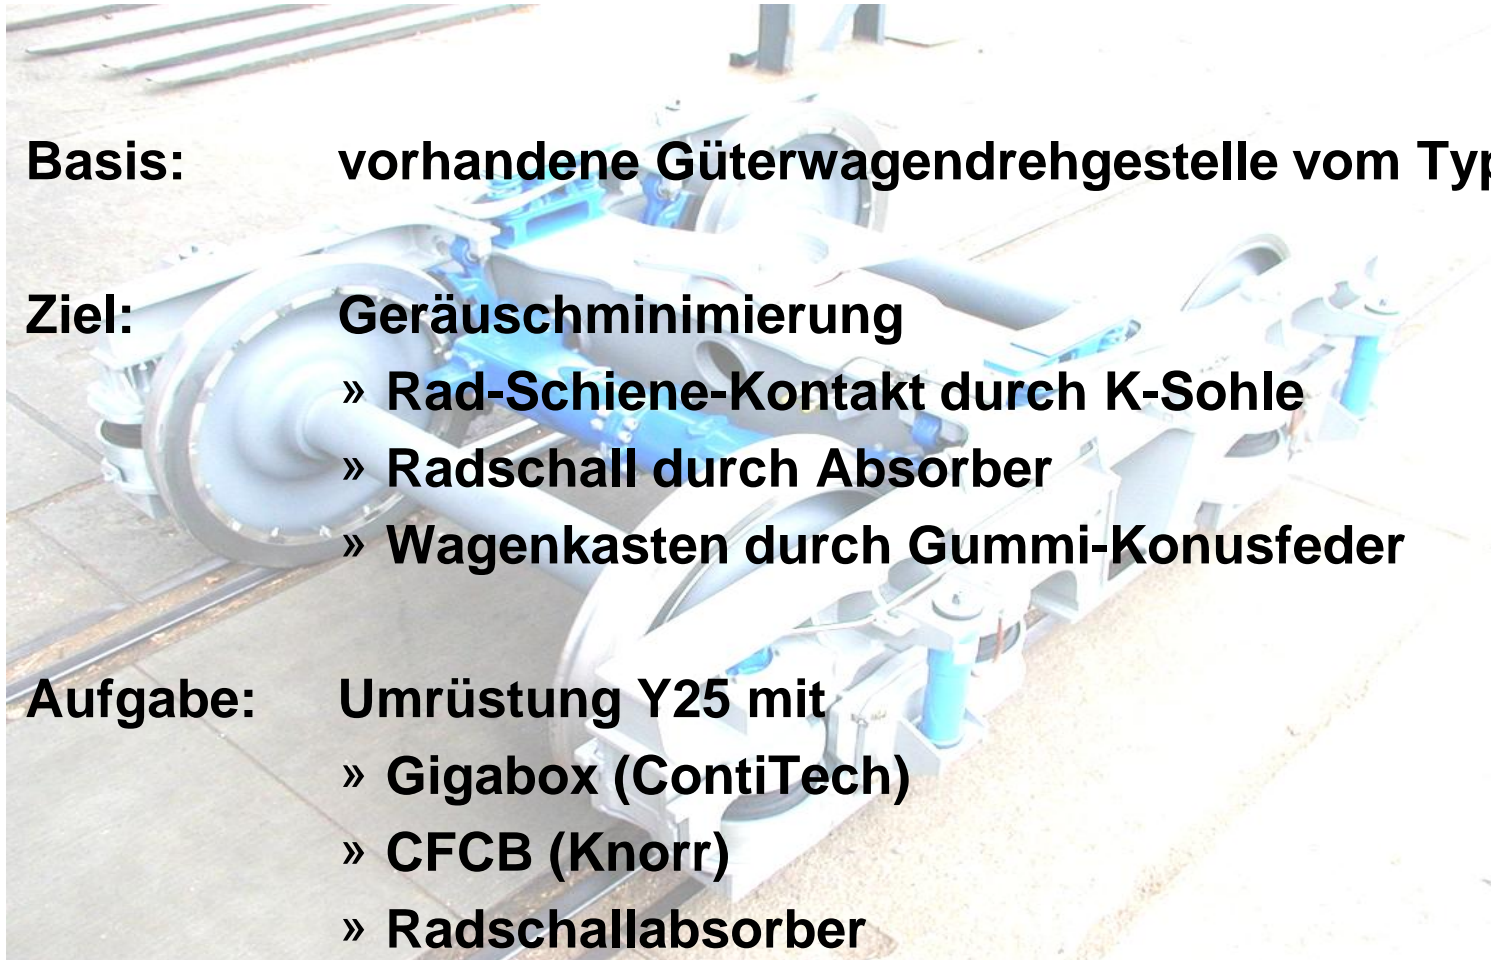 Basis: vorhandene Güterwagendrehgestelle vom Typ
Ziel: Geräuschminimierung
» Rad-Schiene-Kontakt durch K-Sohle
» Radschall durch Absorber
» Wagenkasten durch Gummi-Konusfeder
Aufgabe: Umrüstung Y25 mit
» Gigabox (ContiTech)
» CFCB (Knorr)
» Radschallabsorber